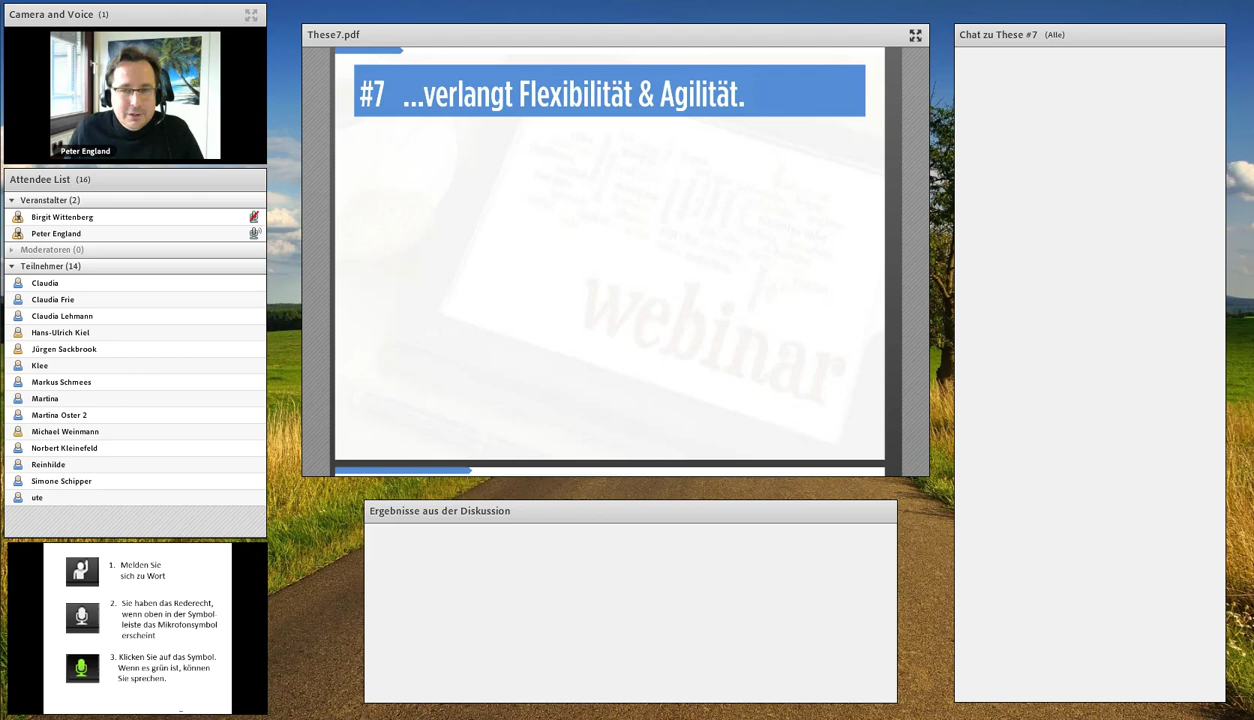 Camera and Voice (1)
Peter England
Attendee List (16)
Veranstalter (2)
Birgit Wittenberg
Peter England
Moderatoren (0)
Teilnehmer (14)
Claudia
Claudia Frie
Claudia Lehmann
Hans-Ulrich Kiel
Jürgen Sackbrook
Klee
Markus Schmees
Martina
Martina Oster 2
Michael Weinmann
Norbert Kleinefeld
Reinhilde
Simone Schipper
ute
1. Melden Sie
sich zu Wort
2. Sie haben das Rederecht,
wenn oben in der Symbol-
leiste das Mikrofonsymbol
erscheint
3. Klicken Sie auf das Symbol.
Wenn es grün ist, können
Sie sprechen.
These7.pdf
#7 ...verlangt Flexibilität & Agilität.
webinar
Ergebnisse aus der Diskussion
Chat zu These #7 (Alle)